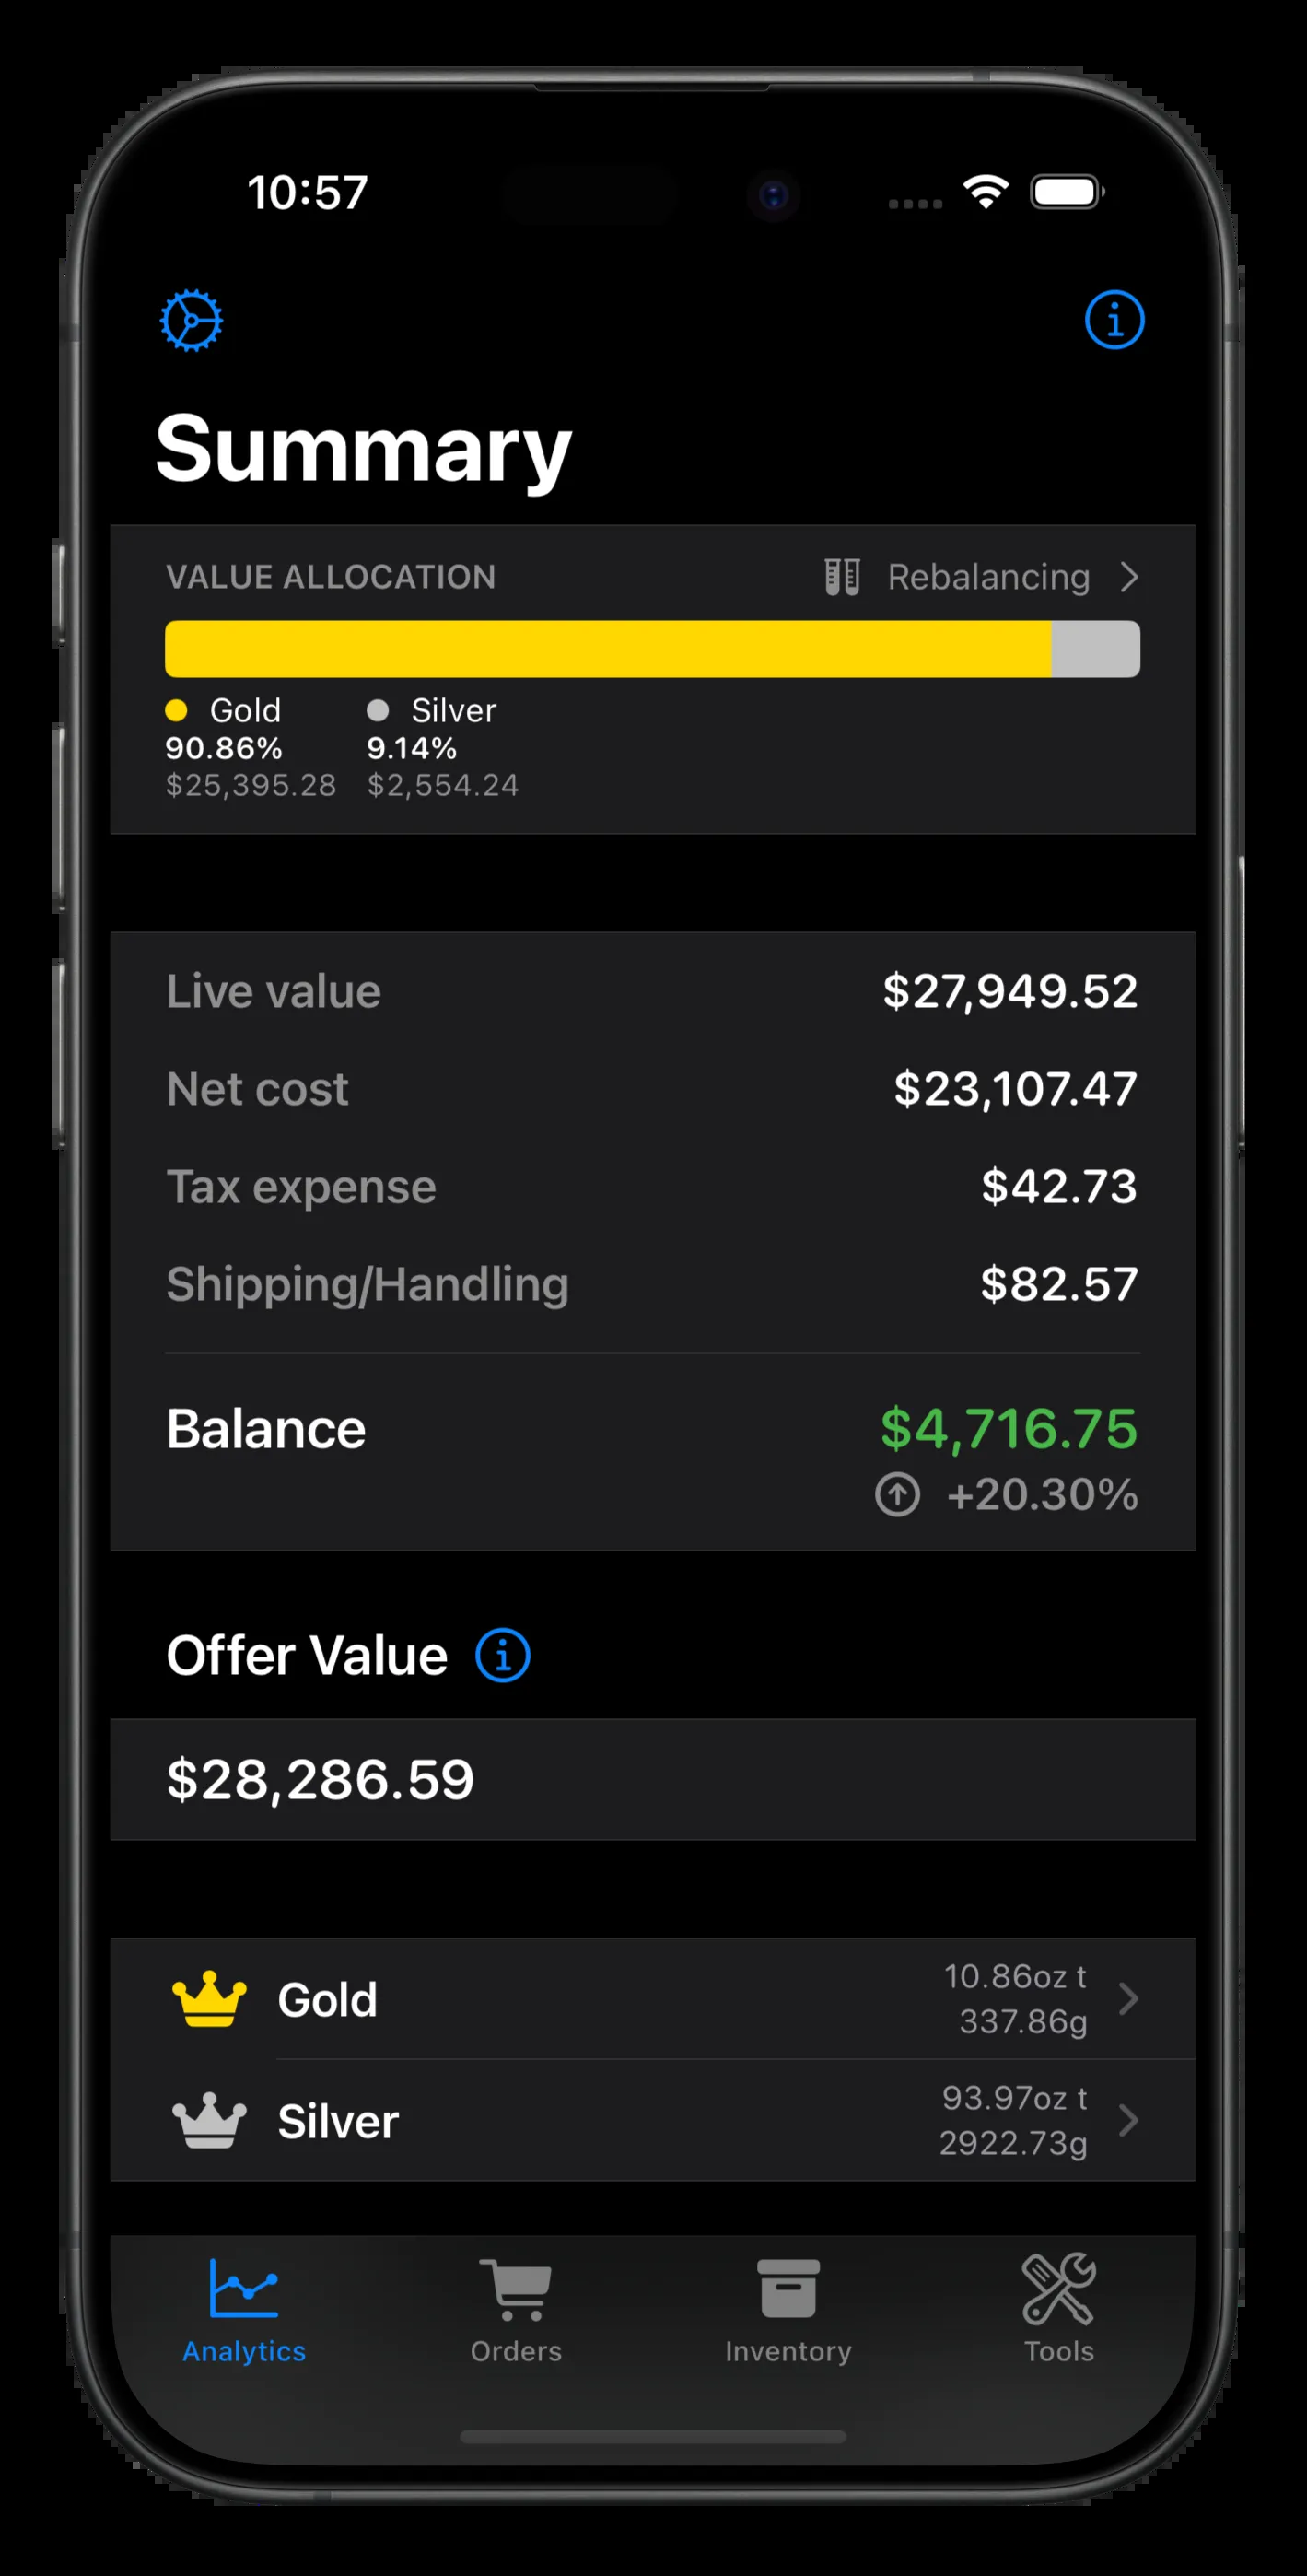 10:57
Summary
VALUE ALLOCATION Rebalancing
Gold Silver
90.86% 9.14%
$25,395.28 $2,554.24
Live value $27,949.52
Net cost $23,107.47
Tax expense $42.73
Shipping/Handling $82.57
Balance $4,716.75
+20.30%
Offer Value
$28,286.59
Gold 10.86oz t
337.86g
Silver 93.97oz t
2922.73g
Analytics Orders Inventory Tools